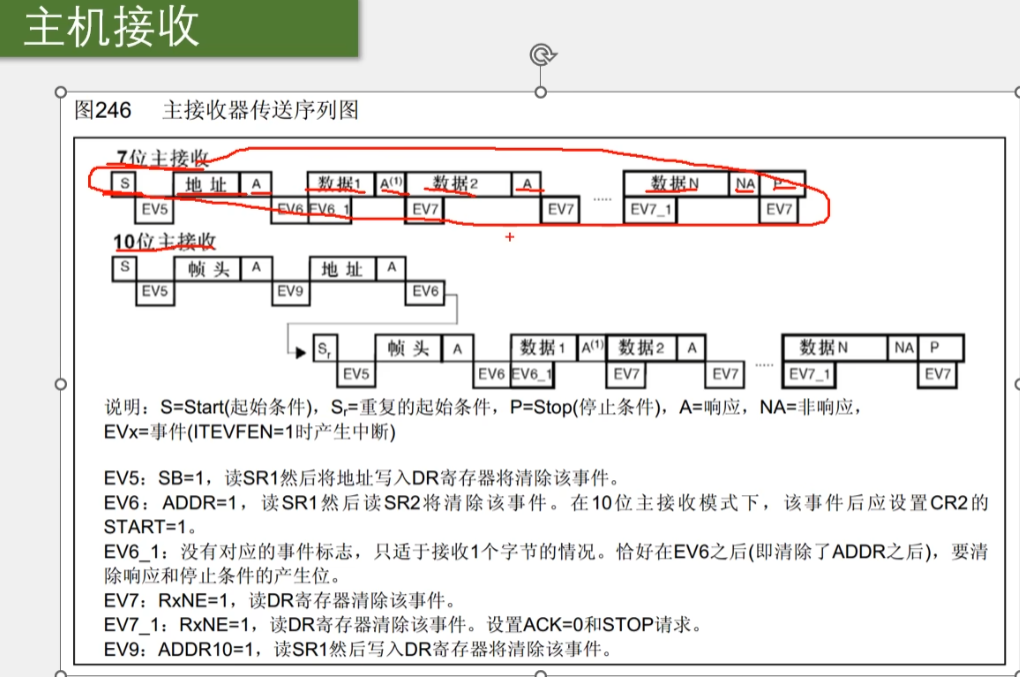 主机接收
图246 主接收器传送序列图
7位主接收
S 地 址 A 数据1 A(1) 数据2 A 数据N NA P
EV5 EV6 EV6_1 EV7 EV7 ...... EV7_1 EV7
10位主接收
S 帧 头 A 地 址 A
EV5 EV9 EV6
Sr 帧 头 A 数据1 A(1) 数据2 A 数据N NA P
EV5 EV6 EV6_1 EV7 EV7 ...... EV7_1 EV7
说明：S=Start(起始条件)，Sr=重复的起始条件，P=Stop(停止条件)，A=响应，NA=非响应，
EVx=事件(ITEVFEN=1时产生中断)
EV5：SB=1，读SR1然后将地址写入DR寄存器将清除该事件。
EV6：ADDR=1，读SR1然后读SR2将清除该事件。在10位主接收模式下，该事件后应设置CR2的
START=1。
EV6_1：没有对应的事件标志，只适于接收1个字节的情况。恰好在EV6之后(即清除了ADDR之后)，要清
除响应和停止条件的产生位。
EV7：RxNE=1，读DR寄存器清除该事件。
EV7_1：RxNE=1，读DR寄存器清除该事件。设置ACK=0和STOP请求。
EV9：ADDR10=1，读SR1然后写入DR寄存器将清除该事件。